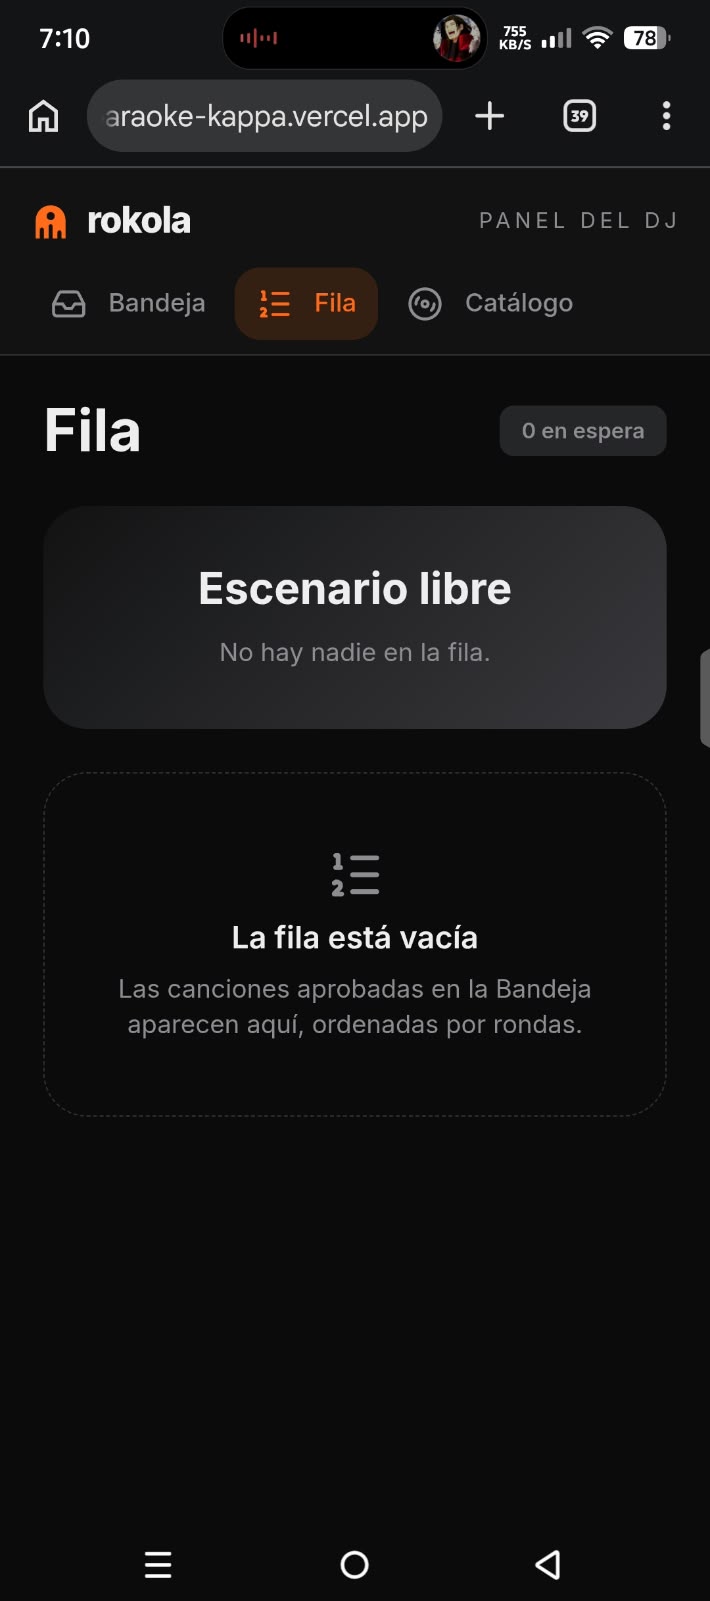 7:10
755
KB/S
78
araoke-kappa.vercel.app
39
rokola
PANEL DEL DJ
Bandeja
Fila
Catálogo
Fila
0 en espera
Escenario libre
No hay nadie en la fila.
La fila está vacía
Las canciones aprobadas en la Bandeja
aparecen aquí, ordenadas por rondas.